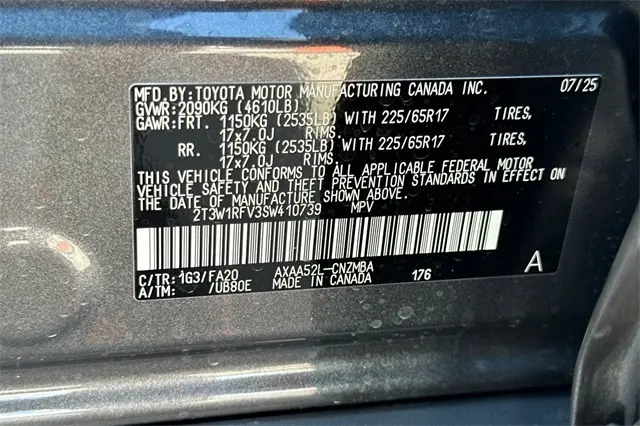 MFD.BY:TOYOTA MOTOR MANUFACTURING CANADA INC. 07/25
GVWR:2090KG (4610LB)
GAWR:FRT. 1150KG (2535LB) WITH 225/65R17 TIRES,
17x7.0J RIMS.
RR. 1150KG (2535LB) WITH 225/65R17 TIRES,
17x7.0J RIMS.
THIS VEHICLE CONFORMS TO ALL APPLICABLE FEDERAL MOTOR
VEHICLE SAFETY AND THEFT PREVENTION STANDARDS IN EFFECT ON
THE DATE OF MANUFACTURE SHOWN ABOVE.
2T3W1RFV3SW410739 MPV
C/TR:1G3/FA20 AXAA52L-CNZMBA 176 A
A/TM: /UB80E MADE IN CANADA